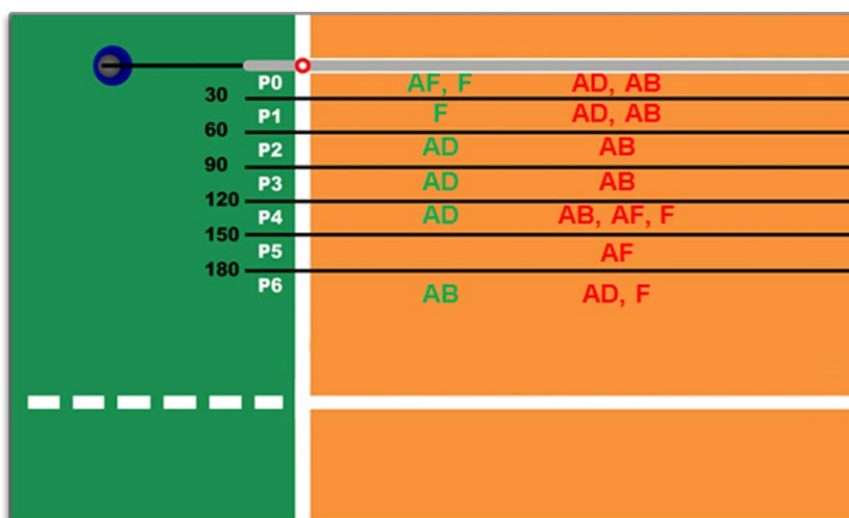 P0 AF, F AD, AB
30
P1 F AD, AB
60
P2 AD AB
90
P3 AD AB
120
P4 AD AB, AF, F
150
P5 AF
180
P6 AB AD, F